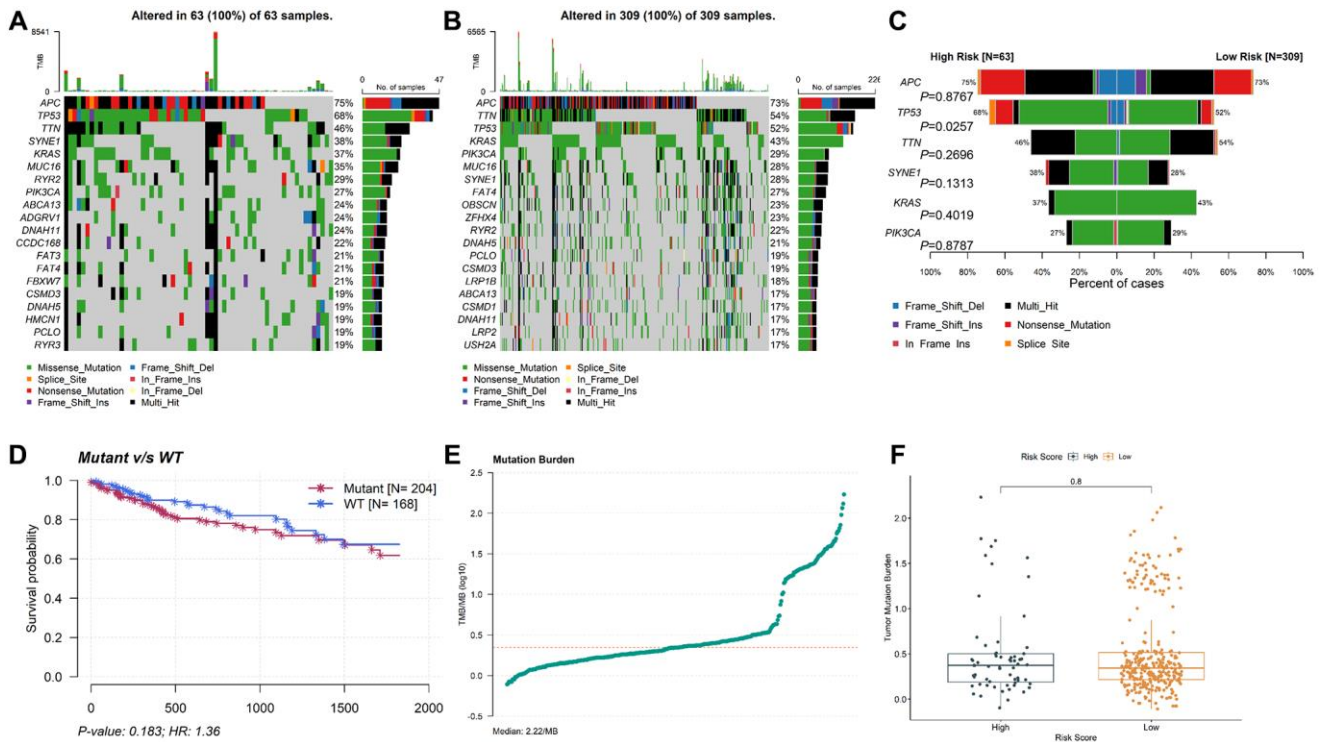 A
Altered in 63 (100%) of 63 samples.
8541
TMB
0
0 47
No. of samples
APC 75%
TP53 68%
TTN 46%
SYNE1 38%
KRAS 37%
MUC16 35%
RYR2 29%
PIK3CA 27%
ABCA13 24%
ADGRV1 24%
DNAH11 24%
CCDC168 22%
FAT3 21%
FAT4 21%
FBXW7 21%
CSMD3 19%
DNAH5 19%
HMCN1 19%
PCLO 19%
RYR3 19%
Missense_Mutation Frame_Shift_Del
Splice_Site In_Frame_Ins
Nonsense_Mutation In_Frame_Del
Frame_Shift_Ins Multi_Hit
B
Altered in 309 (100%) of 309 samples.
6565
TMB
0
0 226
No. of samples
APC 73%
TTN 54%
TP53 52%
KRAS 43%
PIK3CA 29%
MUC16 28%
SYNE1 28%
FAT4 27%
OBSCN 23%
ZFHX4 23%
RYR2 22%
DNAH5 21%
PCLO 19%
CSMD3 19%
LRP1B 18%
ABCA13 17%
CSMD1 17%
DNAH11 17%
LRP2 17%
USH2A 17%
Missense_Mutation Splice_Site
Nonsense_Mutation In_Frame_Del
Frame_Shift_Del In_Frame_Ins
Frame_Shift_Ins Multi_Hit
C
High Risk [N=63] Low Risk [N=309]
APC 75% 73%
P=0.8767
TP53 68% 52%
P=0.0257
TTN 46% 54%
P=0.2696
SYNE1 38% 28%
P=0.1313
KRAS 37% 43%
P=0.4019
PIK3CA 27% 29%
P=0.8787
100% 80% 60% 40% 20% 0% 20% 40% 60% 80% 100%
Percent of cases
Frame_Shift_Del Multi_Hit
Frame_Shift_Ins Nonsense_Mutation
In Frame Ins Splice Site
D
Mutant v/s WT
Mutant [N= 204]
WT [N= 168]
1.0
0.8
0.6
0.4
0.2
0.0
Survival probability
0 500 1000 1500 2000
P-value: 0.183; HR: 1.36
E
Mutation Burden
2.5
2.0
1.5
1.0
0.5
0.0
-0.5
TMB/MB (log10)
Median: 2.22/MB
F
Risk Score High Low
0.8
2.0
1.5
1.0
0.5
0.0
Tumor Mutaion Burden
High Low
Risk Score